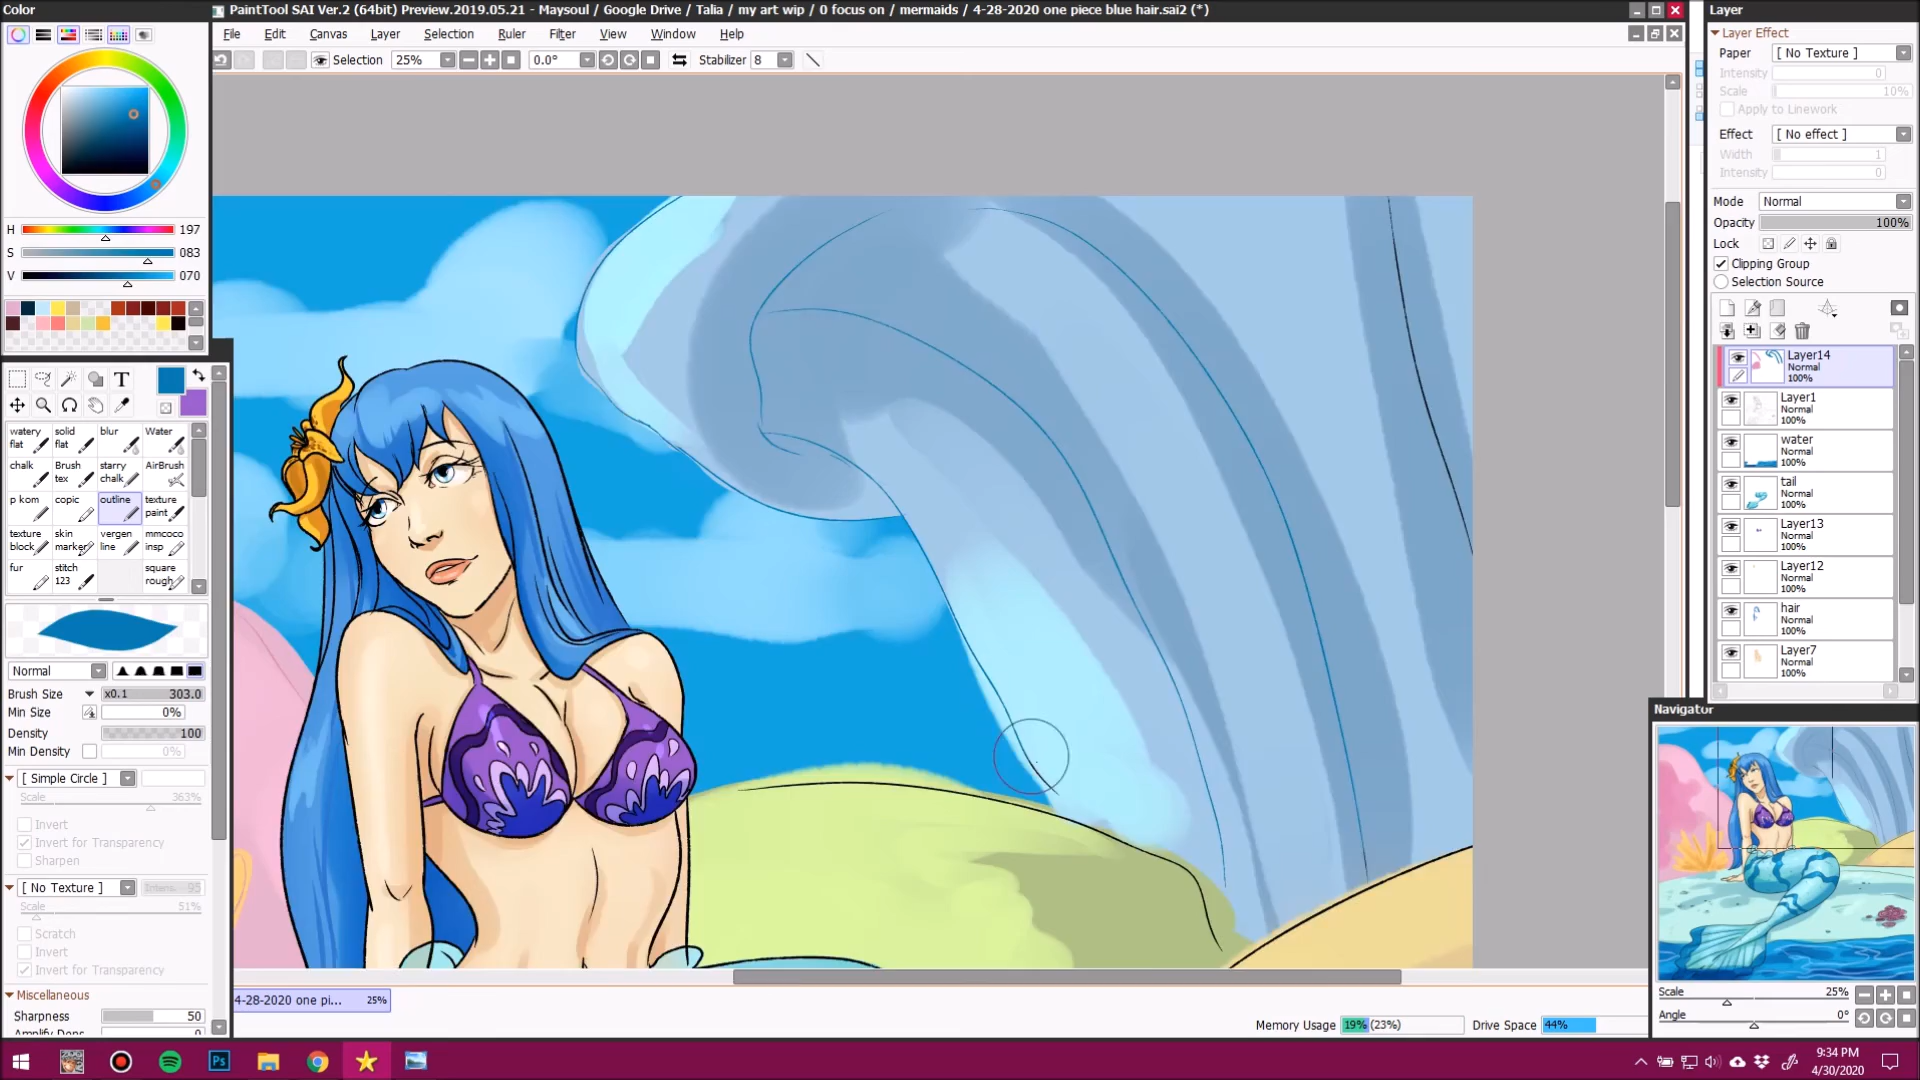 Color
PaintTool SAI Ver.2 (64bit) Preview.2019.05.21 - Maysoul / Google Drive / Talia / my art wip / 0 focus on / mermaids / 4-28-2020 one piece blue hair.sai2 (*)
File Edit Canvas Layer Selection Ruler Filter View Window Help
Selection 25% 0.0° Stabilizer 8
H 197
S 083
V 070
T
watery flat solid flat blur Water
chalk Brush tex starry chalk AirBrush
p kom copic outline texture paint
texture block skin marker vergen line mmcoco insp
fur stitch 123 square rough
Normal
Brush Size x0.1 303.0
Min Size 0%
Density 100
Min Density 0%
[ Simple Circle ]
Scale 363%
Invert
Invert for Transparency
Sharpen
[ No Texture ] Intens. 95
Scale 51%
Scratch
Invert
Invert for Transparency
Miscellaneous
Sharpness 50
Amplify Dens
4-28-2020 one pi... 25%
Memory Usage 19% (23%) Drive Space 44%
Layer
Layer Effect
Paper [ No Texture ]
Intensity 0
Scale 10%
Apply to Linework
Effect [ No effect ]
Width 1
Intensity 0
Mode Normal
Opacity 100%
Lock
Clipping Group
Selection Source
Layer14
Normal
100%
Layer1
Normal
100%
water
Normal
100%
tail
Normal
100%
Layer13
Normal
100%
Layer12
Normal
100%
hair
Normal
100%
Layer7
Normal
100%
Navigator
Scale 25%
Angle 0°
Ps
9:34 PM
4/30/2020